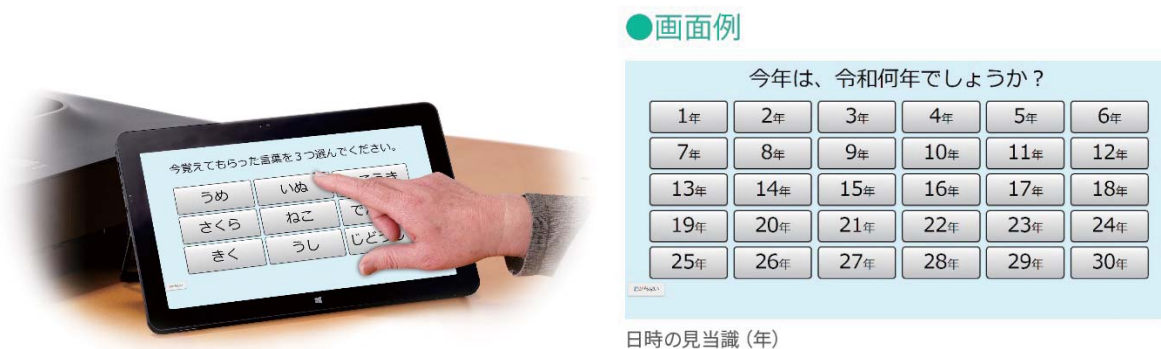 今覚えてもらった言葉を3つ選んでください。
うめ
いぬ
さくら
ねこ
きく
うし
●画面例
今年は、令和何年でしょうか？
1年 2年 3年 4年 5年 6年
7年 8年 9年 10年 11年 12年
13年 14年 15年 16年 17年 18年
19年 20年 21年 22年 23年 24年
25年 26年 27年 28年 29年 30年
わからない
日時の見当識（年）